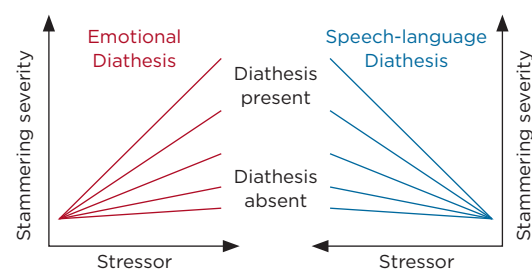 Emotional
Diathesis
Speech-language
Diathesis
Stammering severity
Diathesis
present
Diathesis
absent
Stammering severity
Stressor
Stressor